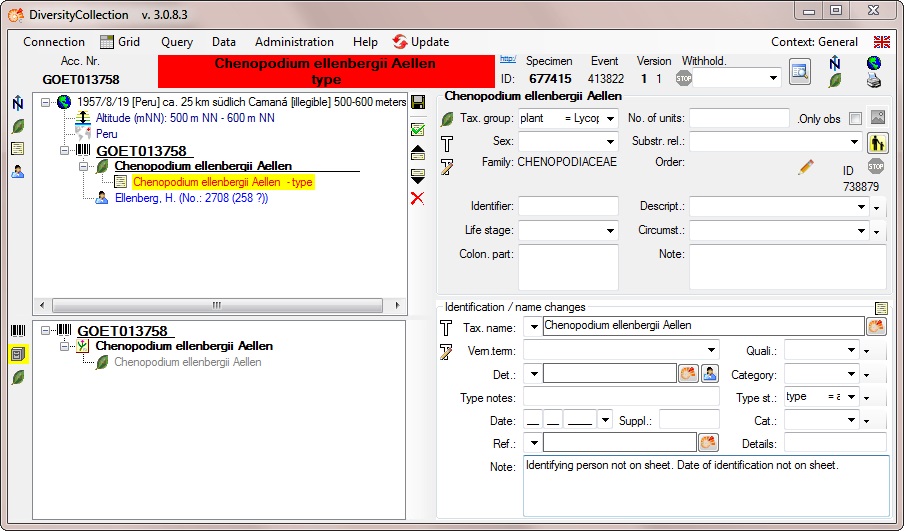 DiversityCollection v. 3.0.8.3
Connection Grid Query Data Administration Help Update Context: General
Acc. Nr.
GOET013758
Chenopodium ellenbergii Aellen
type
http:/ Specimen Event Version Withhold.
ID: 677415 413822 1 1 STOP
1957/8/19 [Peru] ca. 25 km südlich Camaná [illegible] 500-600 meters
Altitude (mNN): 500 m NN - 600 m NN
Peru
GOET013758
Chenopodium ellenbergii Aellen
Chenopodium ellenbergii Aellen - type
Ellenberg, H. (No.: 2708 (258 ?))
GOET013758
Chenopodium ellenbergii Aellen
Chenopodium ellenbergii Aellen
Chenopodium ellenbergii Aellen
Tax. group: plant = Lycop No. of units: .Only obs
Sex: Substr. rel.:
Family: CHENOPODIACEAE Order: STOP
ID
738879
Identifier: Descript.:
Life stage: Circumst.:
Colon. part: Note:
Identification / name changes
Tax. name: Chenopodium ellenbergii Aellen
Vern.term: Quali.:
Det.: Category:
Type notes: Type st.: type = a
Date: __ __ ____ Suppl.: Cat.:
Ref.: Details:
Note: Identifying person not on sheet. Date of identification not on sheet.